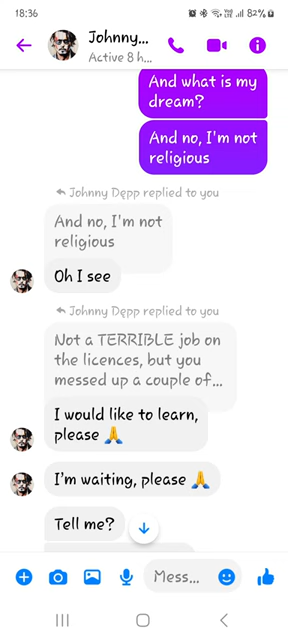 18:36
82%
Johnny...
Active 8 h...
And what is my
dream?
And no, I'm not
religious
Johnny Dępp replied to you
And no, I'm not
religious
Oh I see
Johnny Dępp replied to you
Not a TERRIBLE job on
the licences, but you
messed up a couple of...
I would like to learn,
please 🙏
I'm waiting, please 🙏
Tell me?
Mess...